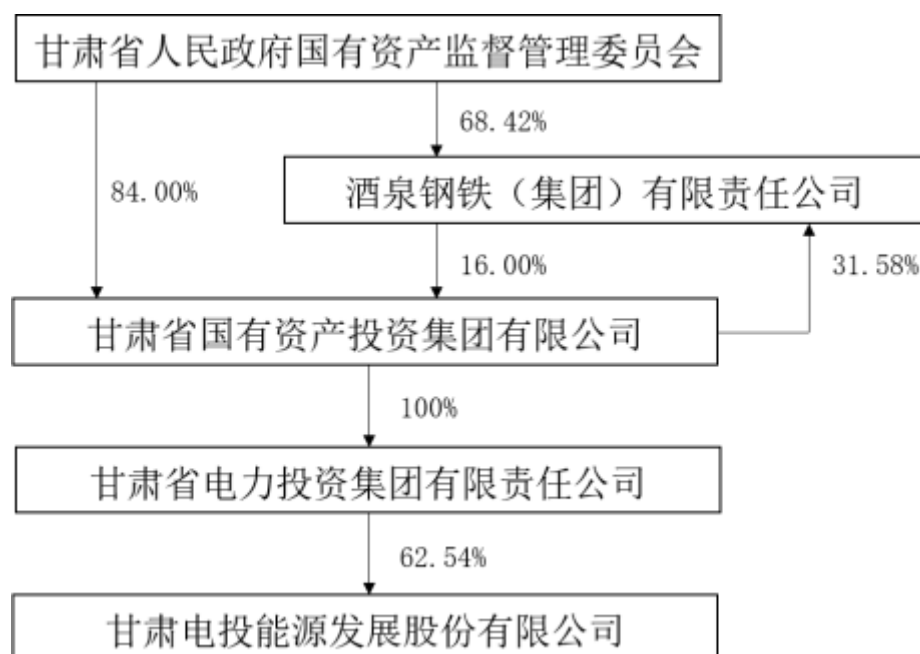 甘肃省人民政府国有资产监督管理委员会
68.42%
84.00%
酒泉钢铁（集团）有限责任公司
16.00%
31.58%
甘肃省国有资产投资集团有限公司
100%
甘肃省电力投资集团有限责任公司
62.54%
甘肃电投能源发展股份有限公司